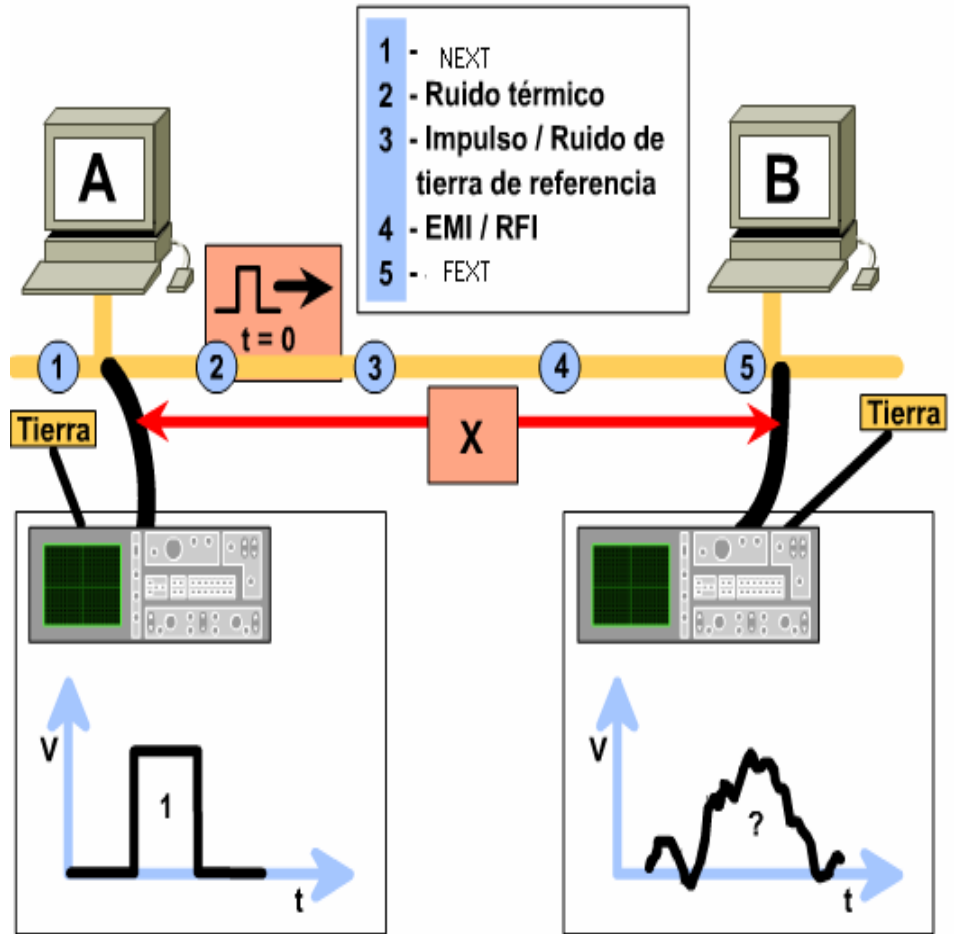 1 - NEXT
2 - Ruido térmico
3 - Impulso / Ruido de
tierra de referencia
4 - EMI / RFI
5 - FEXT
A
B
t = 0
1
2
3
4
5
Tierra
X
Tierra
V
1
t
V
?
t